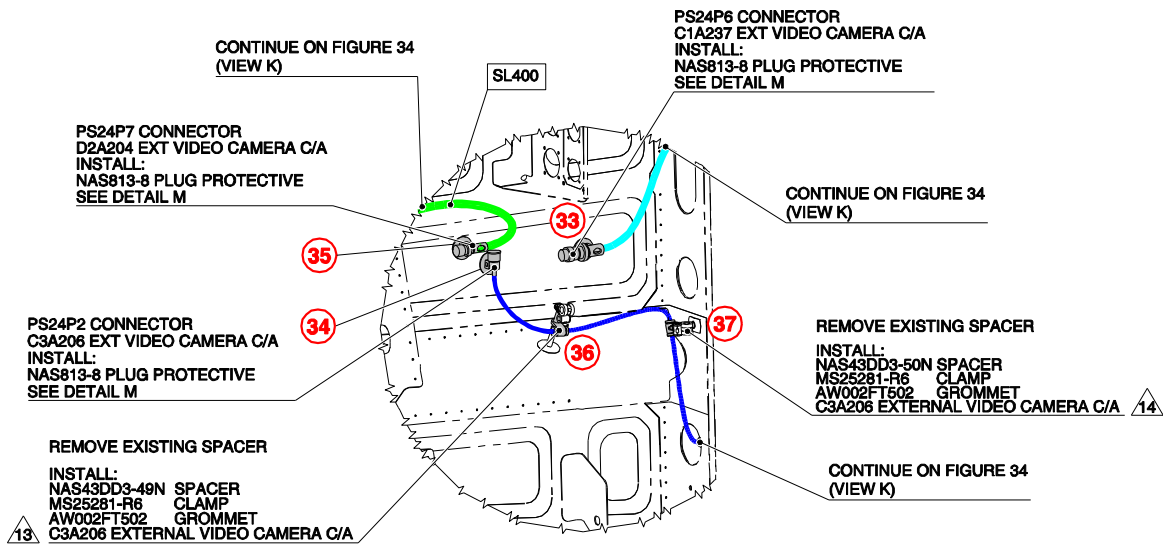 CONTINUE ON FIGURE 34
(VIEW K)
SL400
PS24P6 CONNECTOR
C1A237 EXT VIDEO CAMERA C/A
INSTALL:
NAS813-8 PLUG PROTECTIVE
SEE DETAIL M
PS24P7 CONNECTOR
D2A204 EXT VIDEO CAMERA C/A
INSTALL:
NAS813-8 PLUG PROTECTIVE
SEE DETAIL M
CONTINUE ON FIGURE 34
(VIEW K)
33
35
34
36
37
PS24P2 CONNECTOR
C3A206 EXT VIDEO CAMERA C/A
INSTALL:
NAS813-8 PLUG PROTECTIVE
SEE DETAIL M
REMOVE EXISTING SPACER
INSTALL:
NAS43DD3-50N SPACER
MS25281-R6 CLAMP
AW002FT502 GROMMET
C3A206 EXTERNAL VIDEO CAMERA C/A
14
REMOVE EXISTING SPACER
INSTALL:
NAS43DD3-49N SPACER
MS25281-R6 CLAMP
AW002FT502 GROMMET
C3A206 EXTERNAL VIDEO CAMERA C/A
13
CONTINUE ON FIGURE 34
(VIEW K)